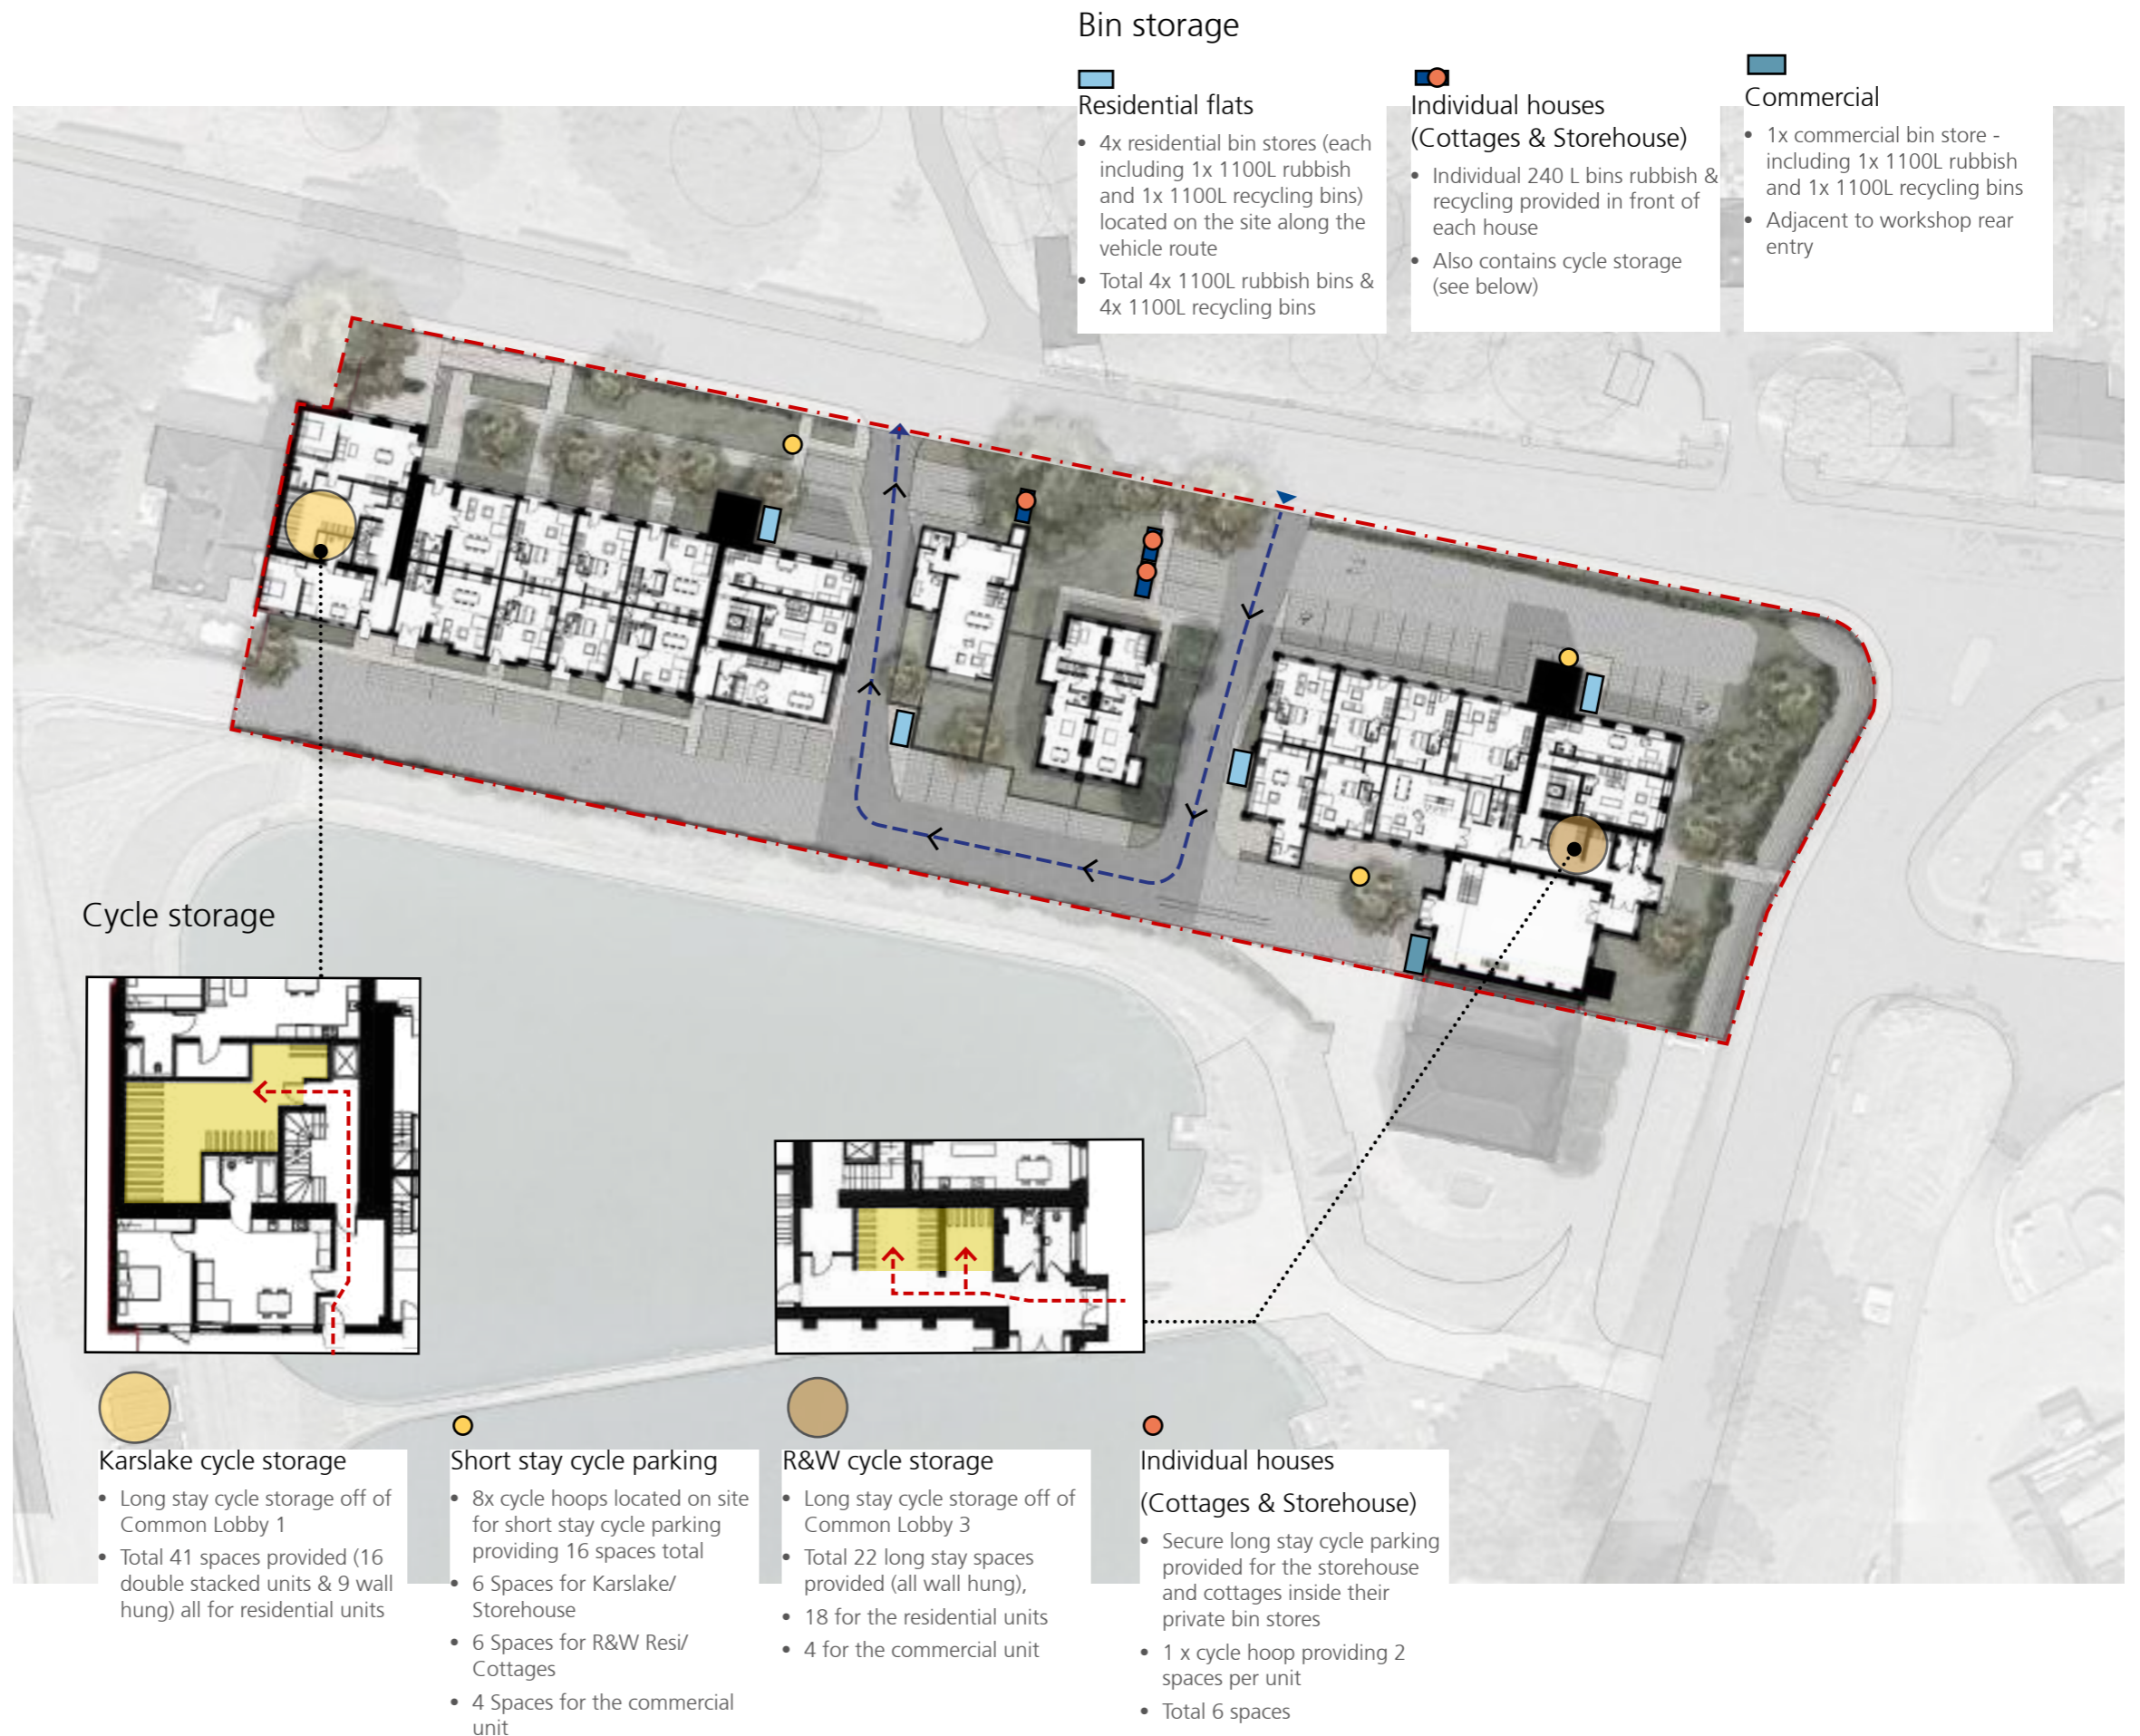 Bin storage
Residential flats
• 4x residential bin stores (each
including 1x 1100L rubbish
and 1x 1100L recycling bins)
located on the site along the
vehicle route
• Total 4x 1100L rubbish bins &
4x 1100L recycling bins
Individual houses
(Cottages & Storehouse)
• Individual 240 L bins rubbish &
recycling provided in front of
each house
• Also contains cycle storage
(see below)
Commercial
• 1x commercial bin store -
including 1x 1100L rubbish
and 1x 1100L recycling bins
• Adjacent to workshop rear
entry
Cycle storage
Karslake cycle storage
• Long stay cycle storage off of
Common Lobby 1
• Total 41 spaces provided (16
double stacked units & 9 wall
hung) all for residential units
Short stay cycle parking
• 8x cycle hoops located on site
for short stay cycle parking
providing 16 spaces total
• 6 Spaces for Karslake/
Storehouse
• 6 Spaces for R&W Resi/
Cottages
• 4 Spaces for the commercial
unit
R&W cycle storage
• Long stay cycle storage off of
Common Lobby 3
• Total 22 long stay spaces
provided (all wall hung),
• 18 for the residential units
• 4 for the commercial unit
Individual houses
(Cottages & Storehouse)
• Secure long stay cycle parking
provided for the storehouse
and cottages inside their
private bin stores
• 1 x cycle hoop providing 2
spaces per unit
• Total 6 spaces